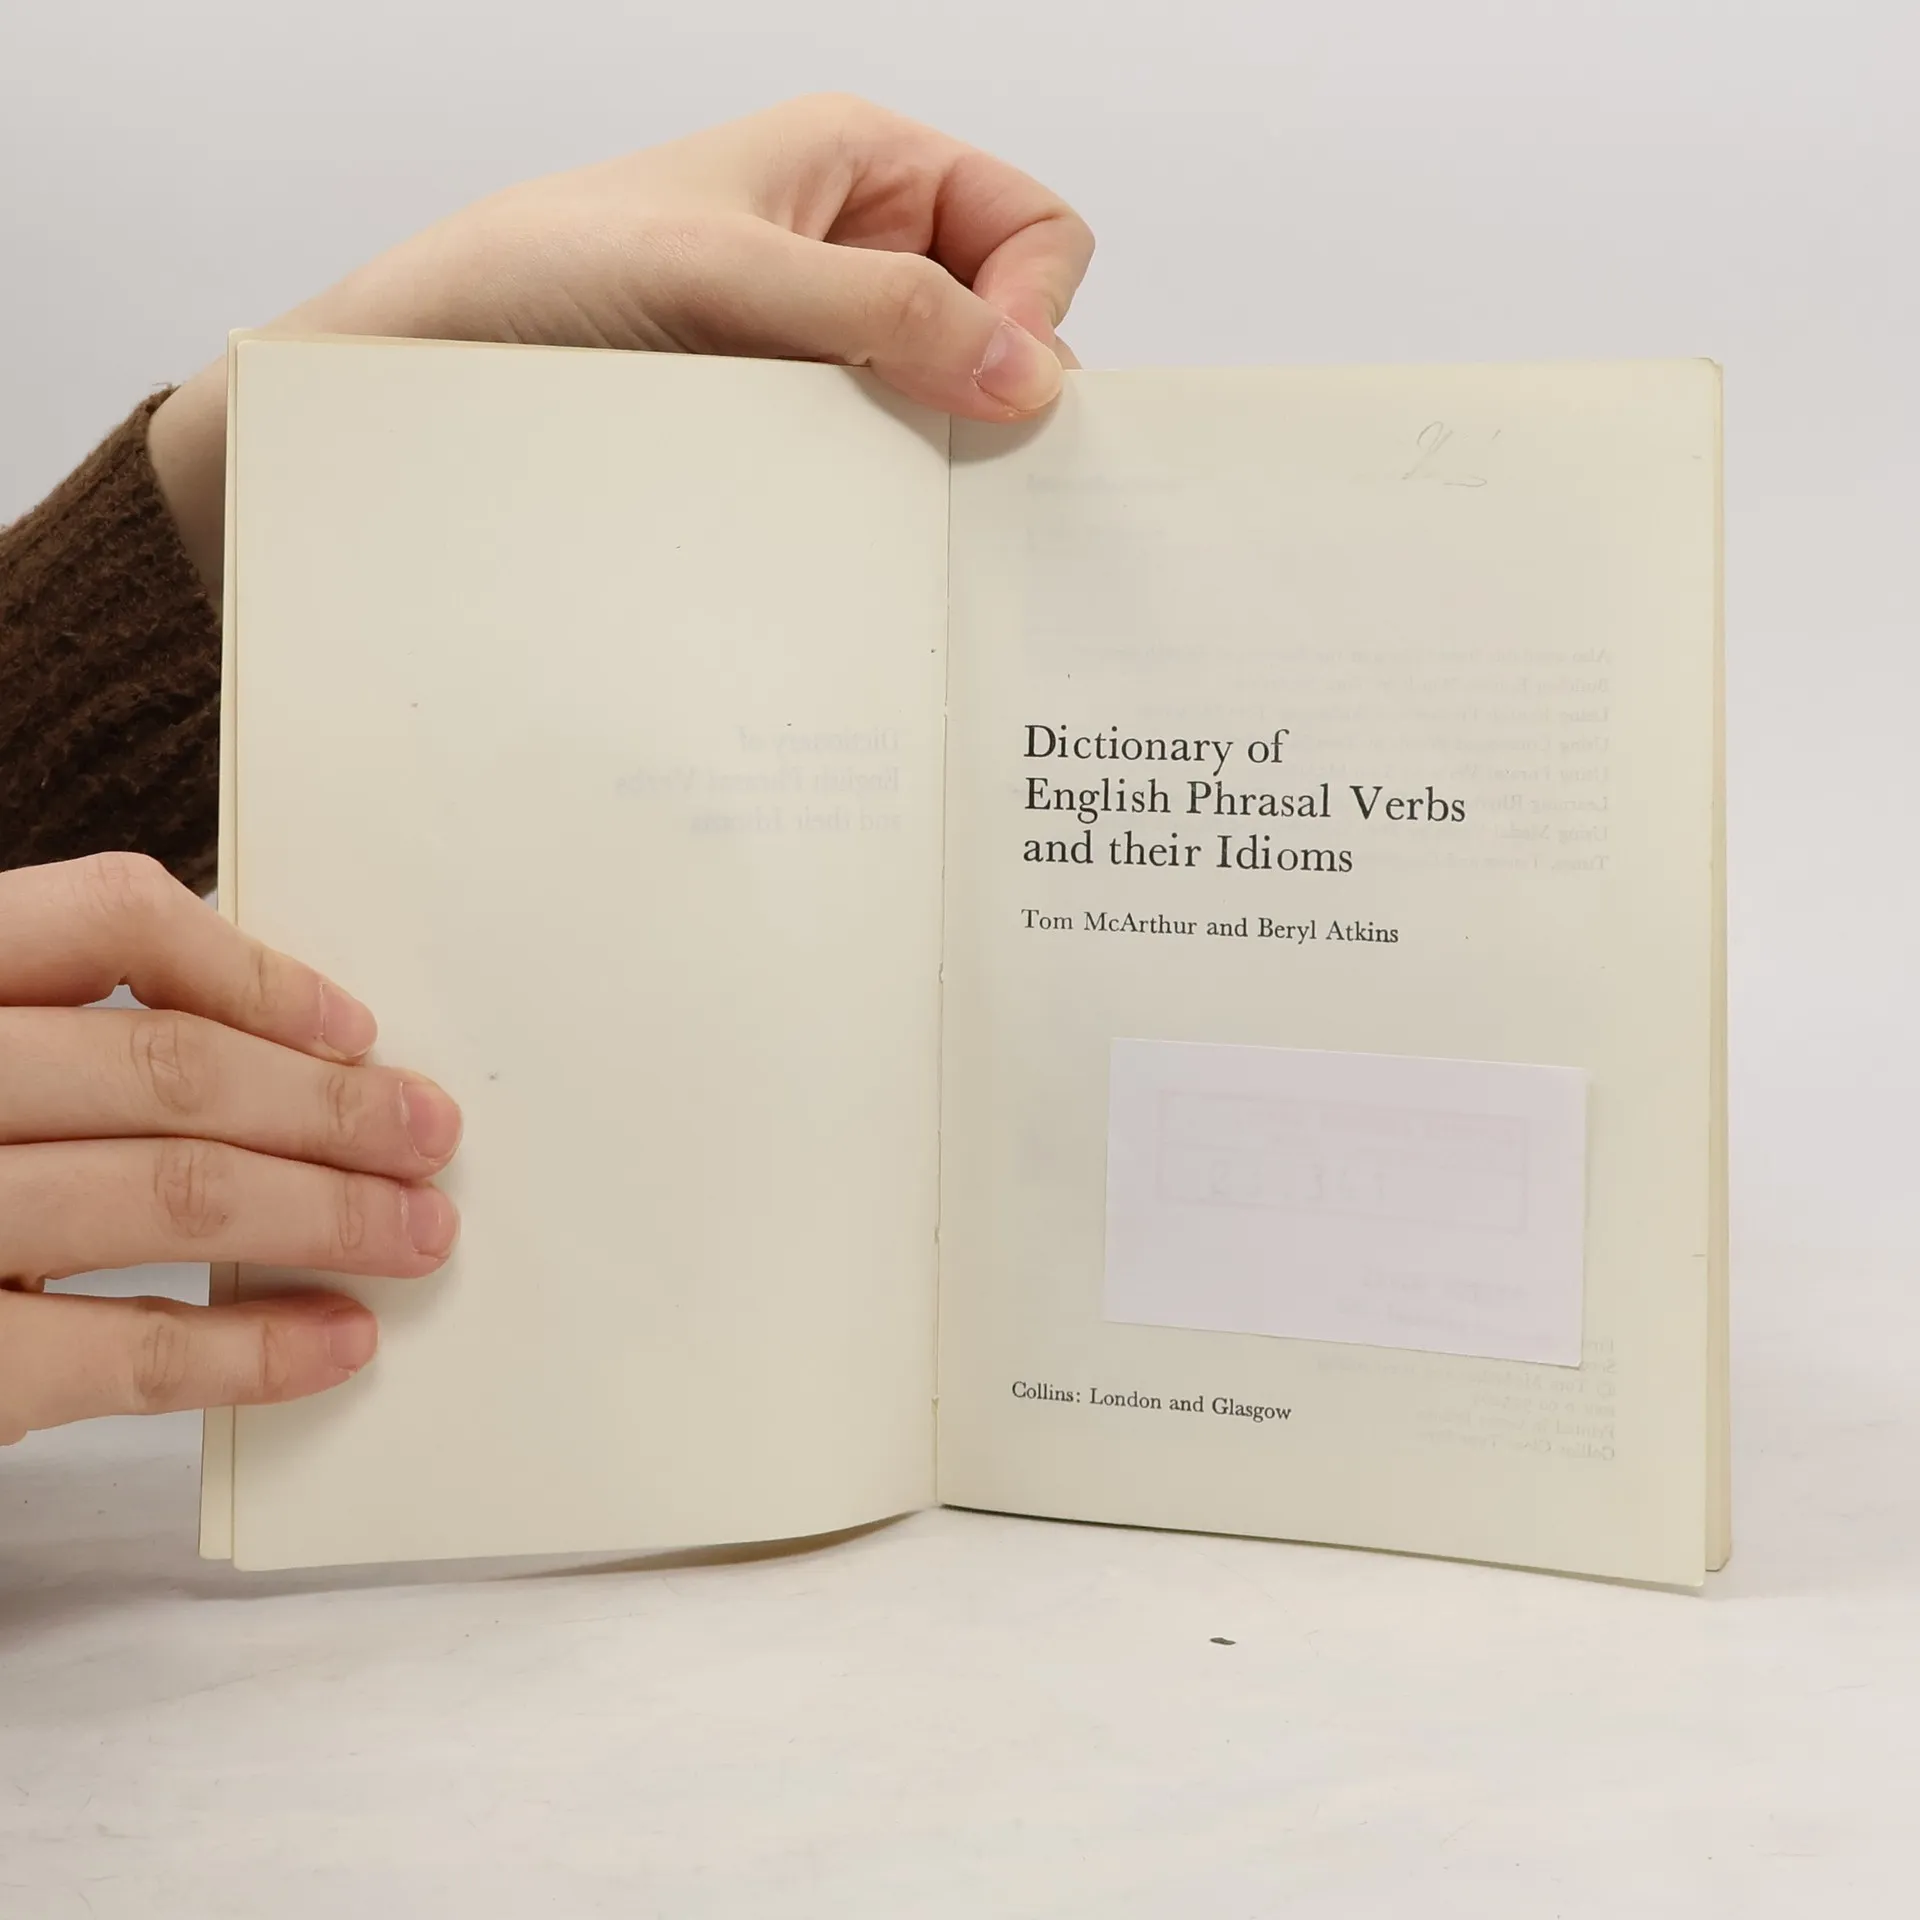 Dictionary of
English Phrasal Verbs
and their Idioms
Tom McArthur and Beryl Atkins
Collins: London and Glasgow